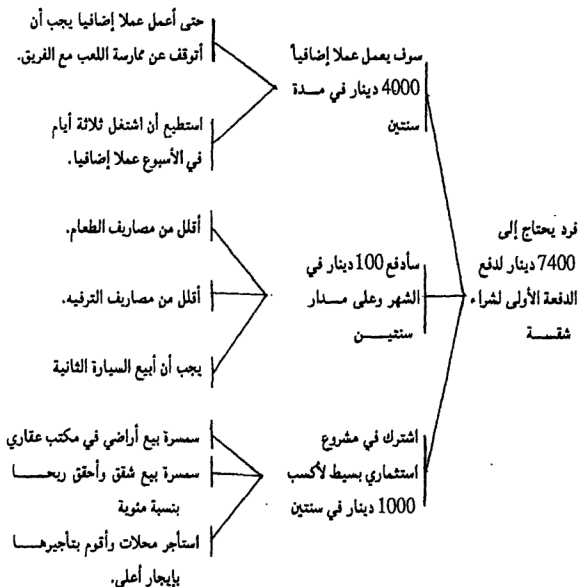 فرد يحتاج إلى
7400 دينار لدفع
الدفعة الأولى لشراء
شقـــــة
سوف يعمل عملا إضافياً
4000 دينار في مـــدة
سنتين
حتى أعمل عملا إضافيا يجب أن
أتوقف عن ممارسة اللعب مع الفريق.
استطيع أن اشتغل ثلاثة أيام
في الأسبوع عملا إضافيا.
سأدفع 100 دينار في
الشهر وعلى مـــدار
سنتيــــــن
أقلل من مصاريف الطعام.
أقلل من مصاريف الترفيه.
يجب أن أبيع السيارة الثانية
اشترك في مشروع
استثماري بسيط لأكسب
1000 دينار في سنتين
سمسرة بيع أراضي في مكتب عقاري
سمسرة بيع شقق وأحقق ربحـــــا
بنسبة مئوية
استأجر محلات وأقوم بتأجيرهـــا
بإيجار أعلى.